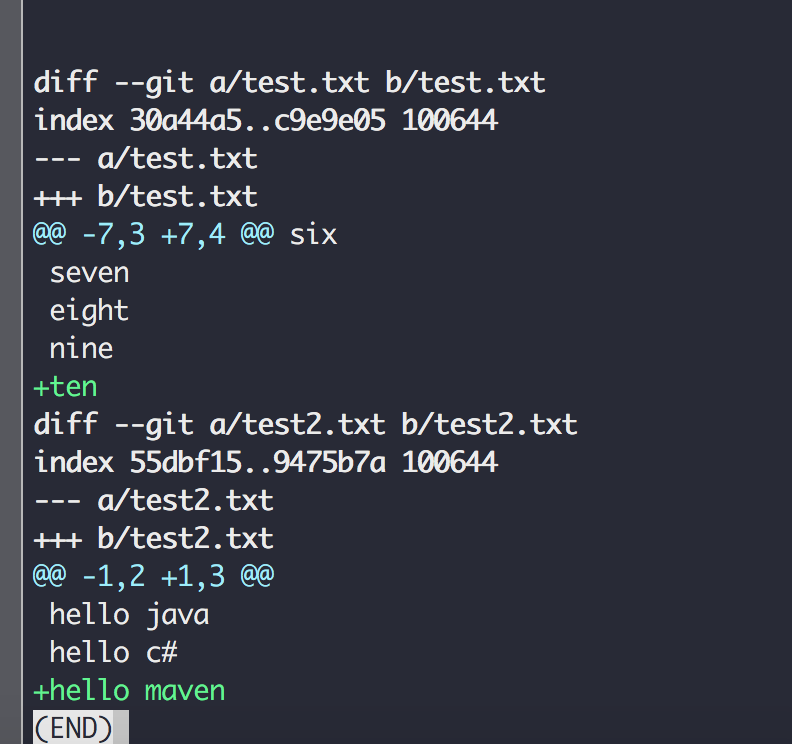 diff --git a/test.txt b/test.txt
index 30a44a5..c9e9e05 100644
--- a/test.txt
+++ b/test.txt
@@ -7,3 +7,4 @@ six
 seven
 eight
 nine
+ten
diff --git a/test2.txt b/test2.txt
index 55dbf15..9475b7a 100644
--- a/test2.txt
+++ b/test2.txt
@@ -1,2 +1,3 @@
 hello java
 hello c#
+hello maven
(END)